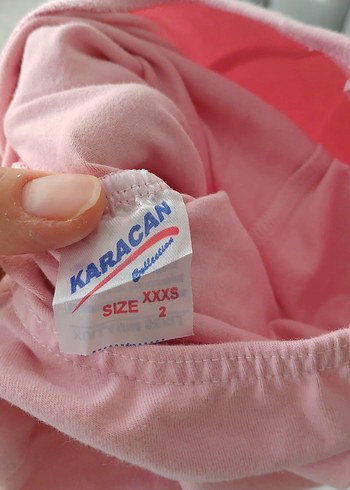 KARACAN
Collection
SIZE XXXS
2